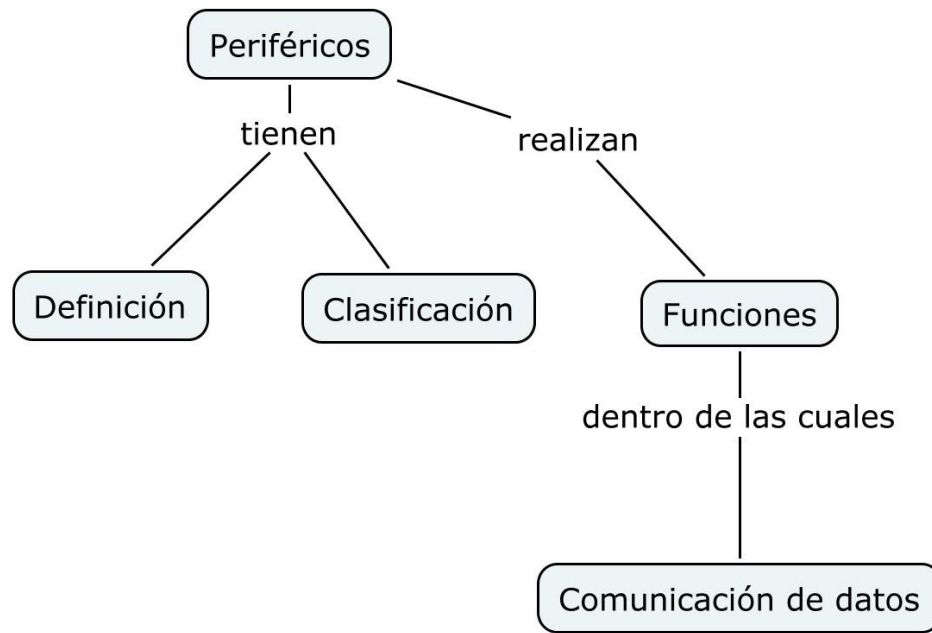 Periféricos
tienen
realizan
Definición
Clasificación
Funciones
dentro de las cuales
Comunicación de datos